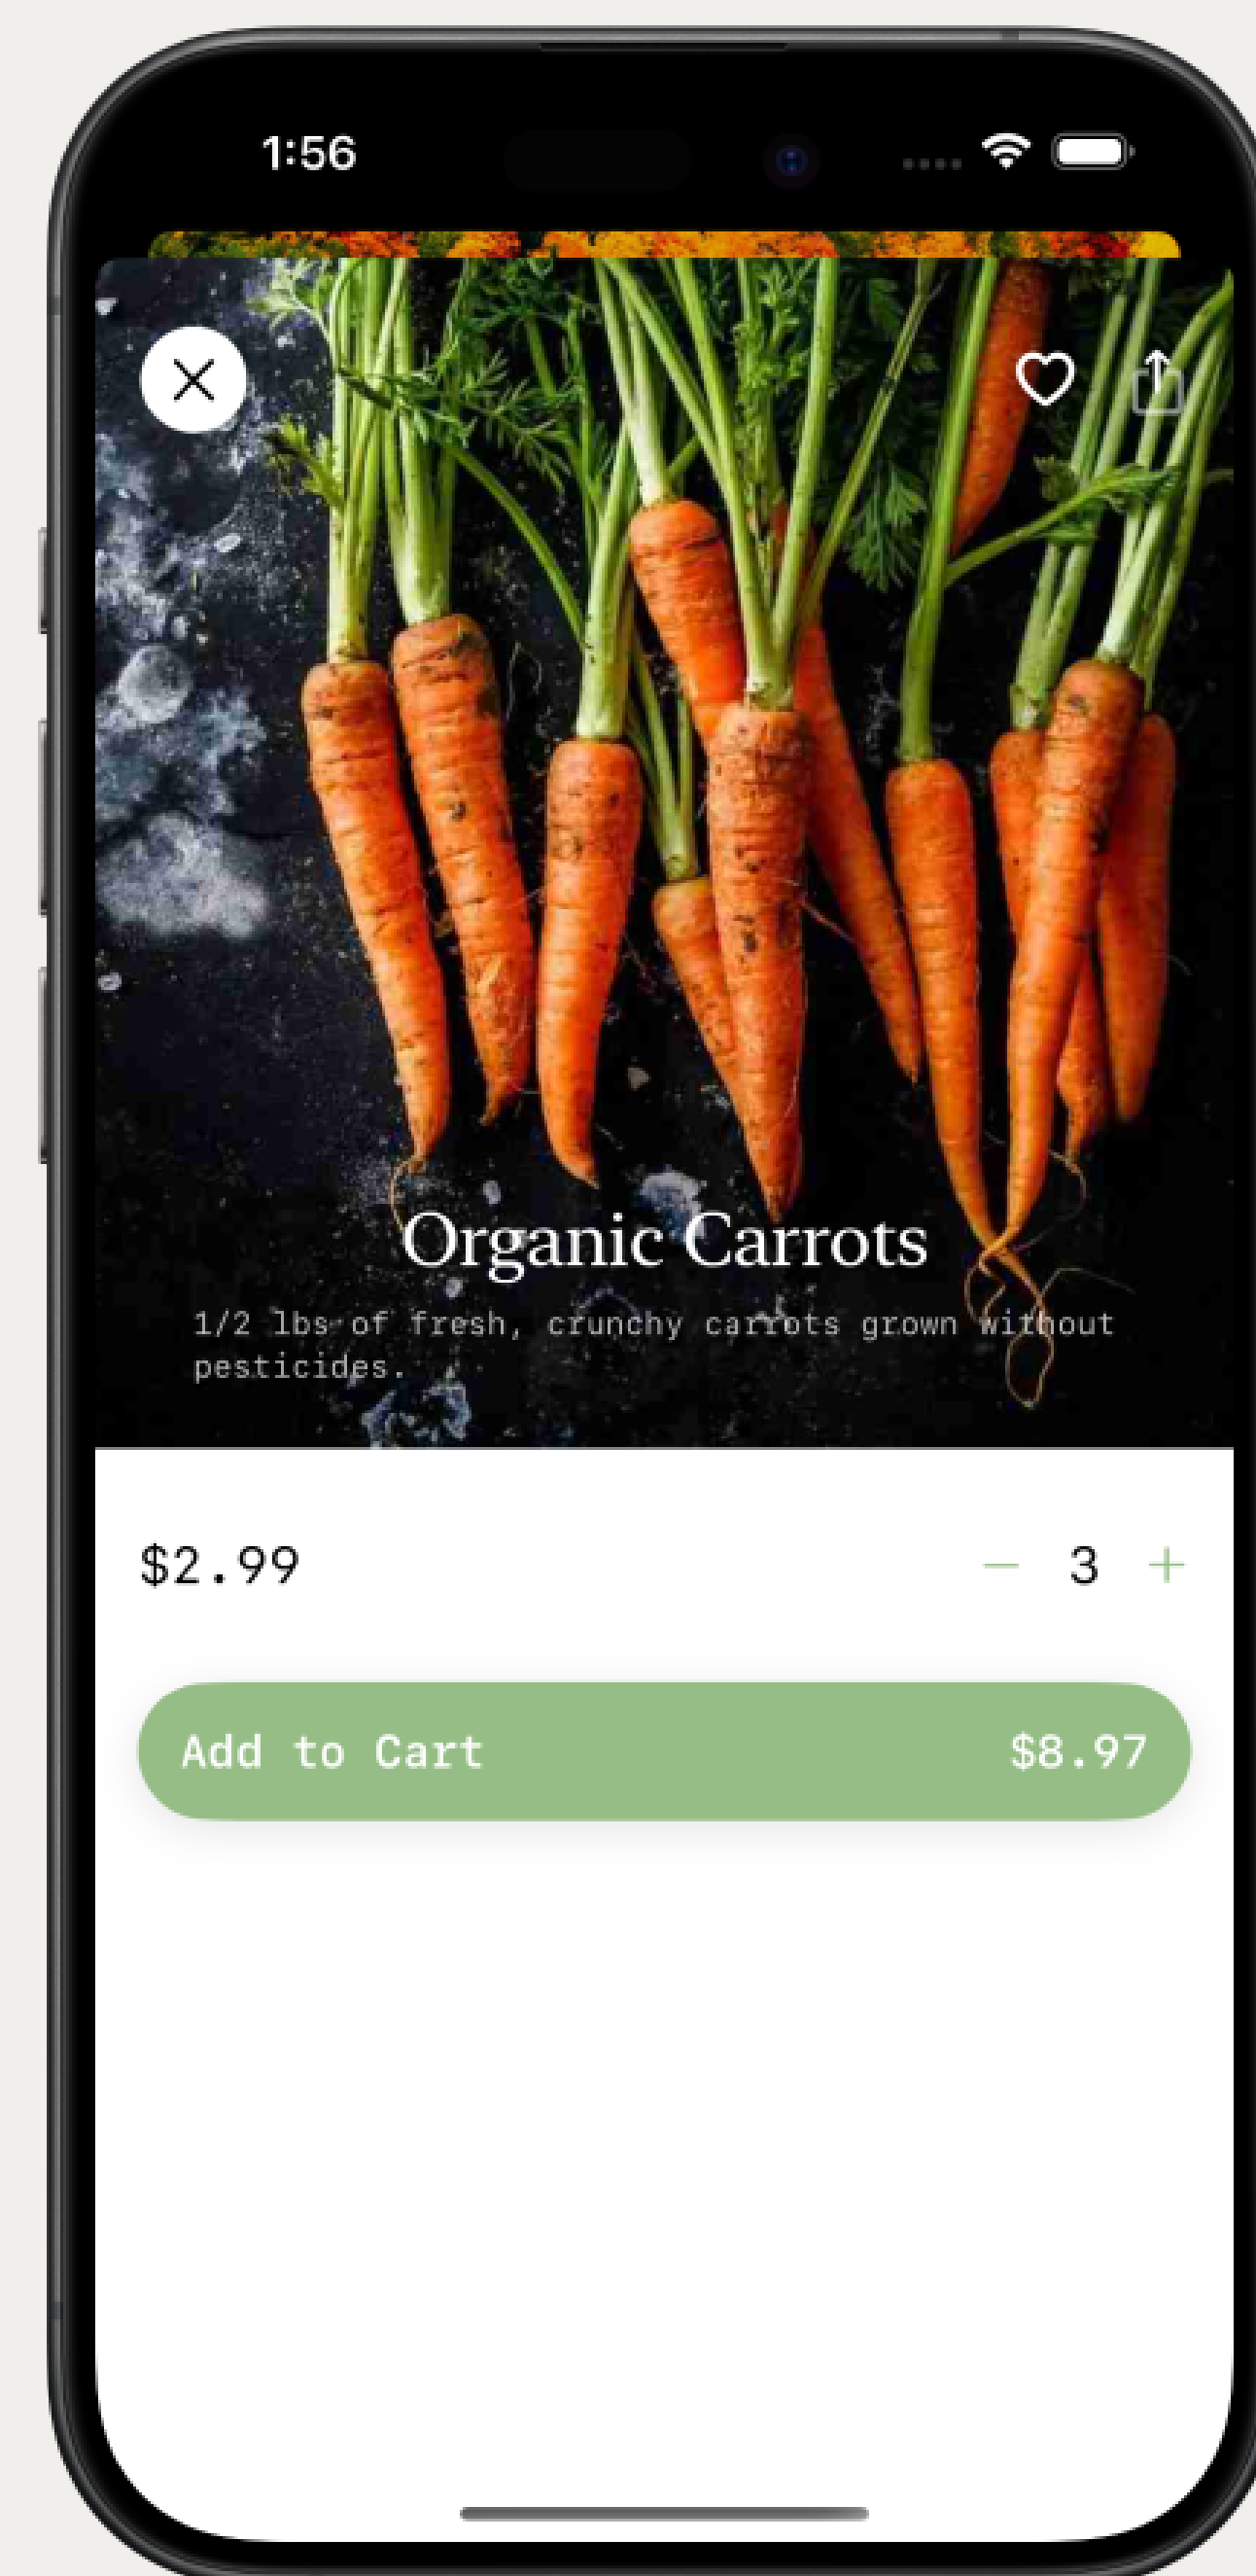 1:56
Organic Carrots
1/2 lbs of fresh, crunchy carrots grown without
pesticides.
$2.99
3
Add to Cart $8.97